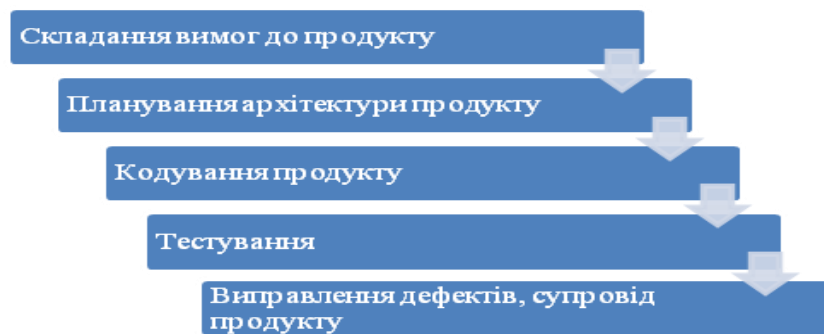 Складання вимог до продукту
Планування архітектури продукту
Кодування продукту
Тестування
Виправлення дефектів, супровід
продукту